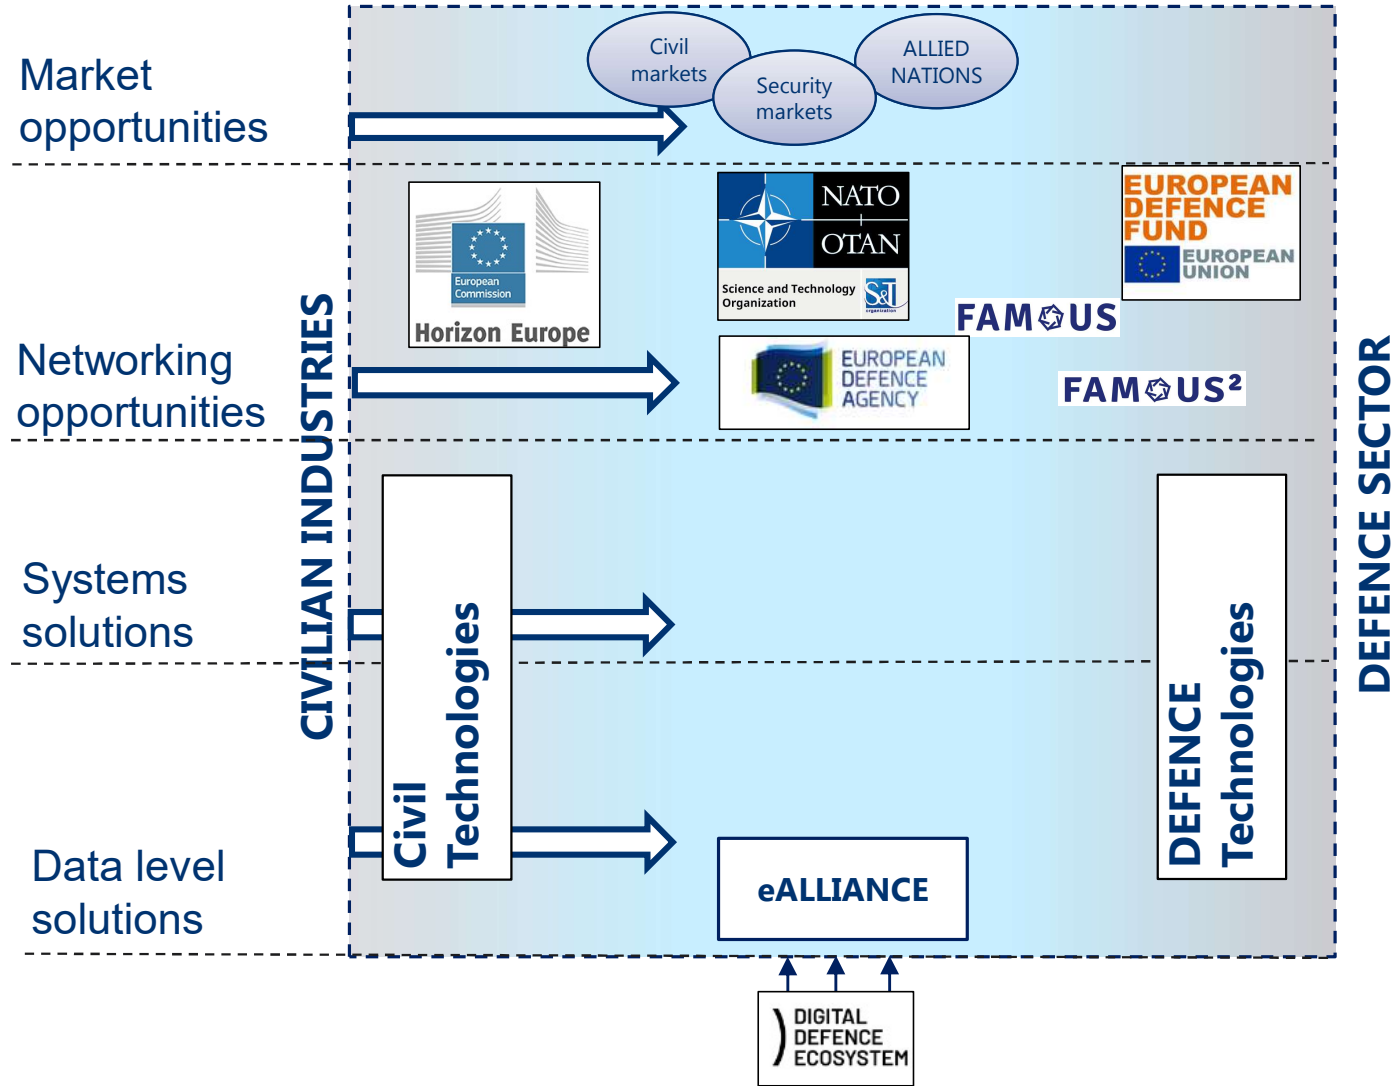 Market
opportunities
Civil
markets
Security
markets
ALLIED
NATIONS
Networking
opportunities
European
Commission
Horizon Europe
NATO
OTAN
Science and Technology
Organization
S&T
organization
EUROPEAN
DEFENCE
FUND
EUROPEAN
UNION
FAMOUS
EUROPEAN
DEFENCE
AGENCY
FAMOUS²
CIVILIAN INDUSTRIES
DEFENCE SECTOR
Systems
solutions
Civil
Technologies
DEFENCE
Technologies
Data level
solutions
eALLIANCE
DIGITAL
DEFENCE
ECOSYSTEM